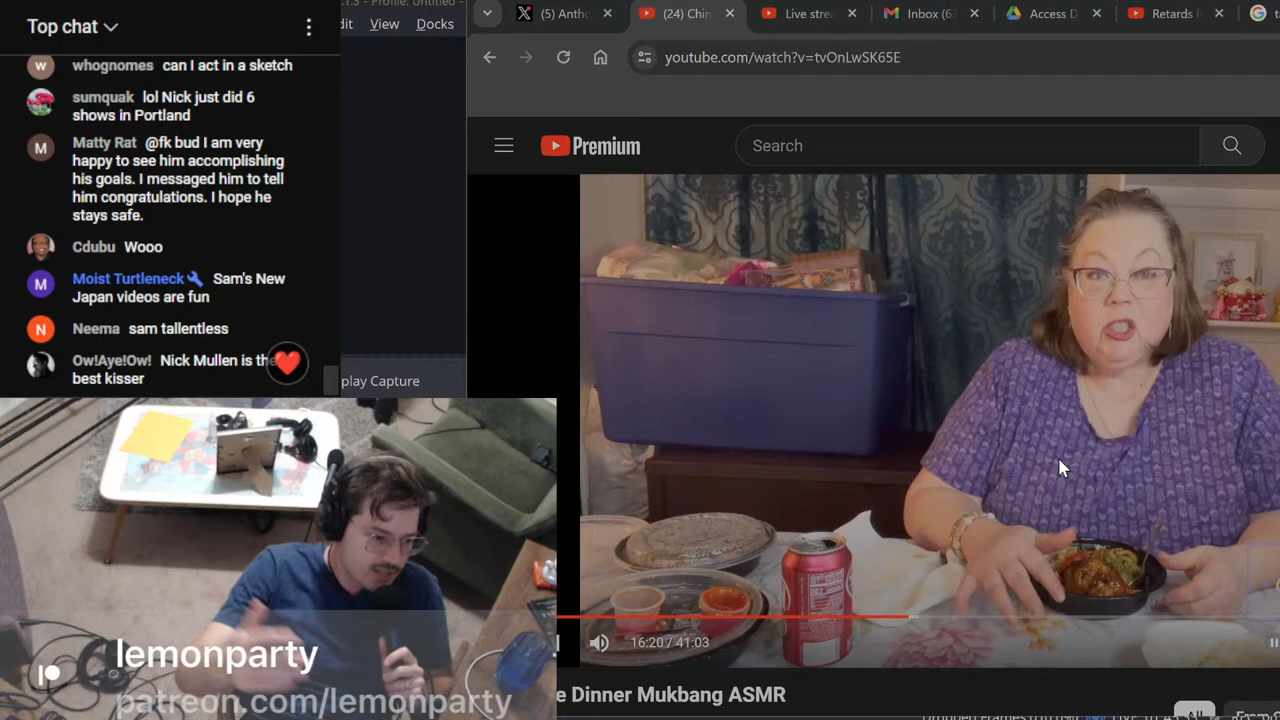 Top chat
whognomes can I act in a sketch
sumquak lol Nick just did 6
shows in Portland
Matty Rat @fk bud I am very
happy to see him accomplishing
his goals. I messaged him to tell
him congratulations. I hope he
stays safe.
Cdubu Wooo
Moist Turtleneck Sam's New
Japan videos are fun
Neema sam tallentless
Ow!Aye!Ow! Nick Mullen is the
best kisser
View Docks
play Capture
(5) Anth
(24) Chin
Live strea
Inbox (63
Access D
Retards
youtube.com/watch?v=tvOnLwSK65E
Premium
Search
16:20 / 41:03
e Dinner Mukbang ASMR
All
lemonparty
patreon.com/lemonparty